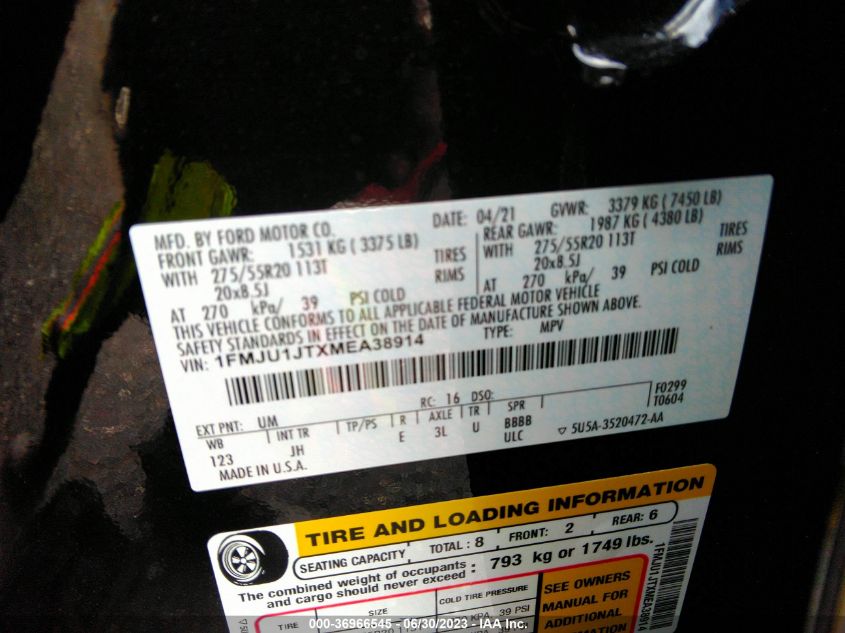 MFD. BY FORD MOTOR CO.
DATE: 04/21 GVWR: 3379 KG ( 7450 LB)
FRONT GAWR: 1531 KG ( 3375 LB) REAR GAWR: 1987 KG ( 4380 LB)
WITH 275/55R20 113T TIRES WITH 275/55R20 113T TIRES
20x8.5J RIMS 20x8.5J RIMS
AT 270 kPa/ 39 PSI COLD AT 270 kPa/ 39 PSI COLD
THIS VEHICLE CONFORMS TO ALL APPLICABLE FEDERAL MOTOR VEHICLE
SAFETY STANDARDS IN EFFECT ON THE DATE OF MANUFACTURE SHOWN ABOVE.
VIN: 1FMJU1JTXMEA38914 TYPE: MPV
EXT PNT: UM RC: 16 DSO: F0299
T0604
WB INT TR TP/PS R AXLE TR SPR
123 JH E 3L U BBBB
ULC ▽ 5U5A-3520472-AA
MADE IN U.S.A.
TIRE AND LOADING INFORMATION
SEATING CAPACITY TOTAL : 8 FRONT: 2 REAR: 6
The combined weight of occupants
and cargo should never exceed : 793 kg or 1749 lbs.
TIRE SIZE COLD TIRE PRESSURE
SEE OWNERS
MANUAL FOR
ADDITIONAL
KPA, 39 PSI
1FMJU1JTXMEA38914
000-36966545 - 06/30/2023 - IAA Inc.